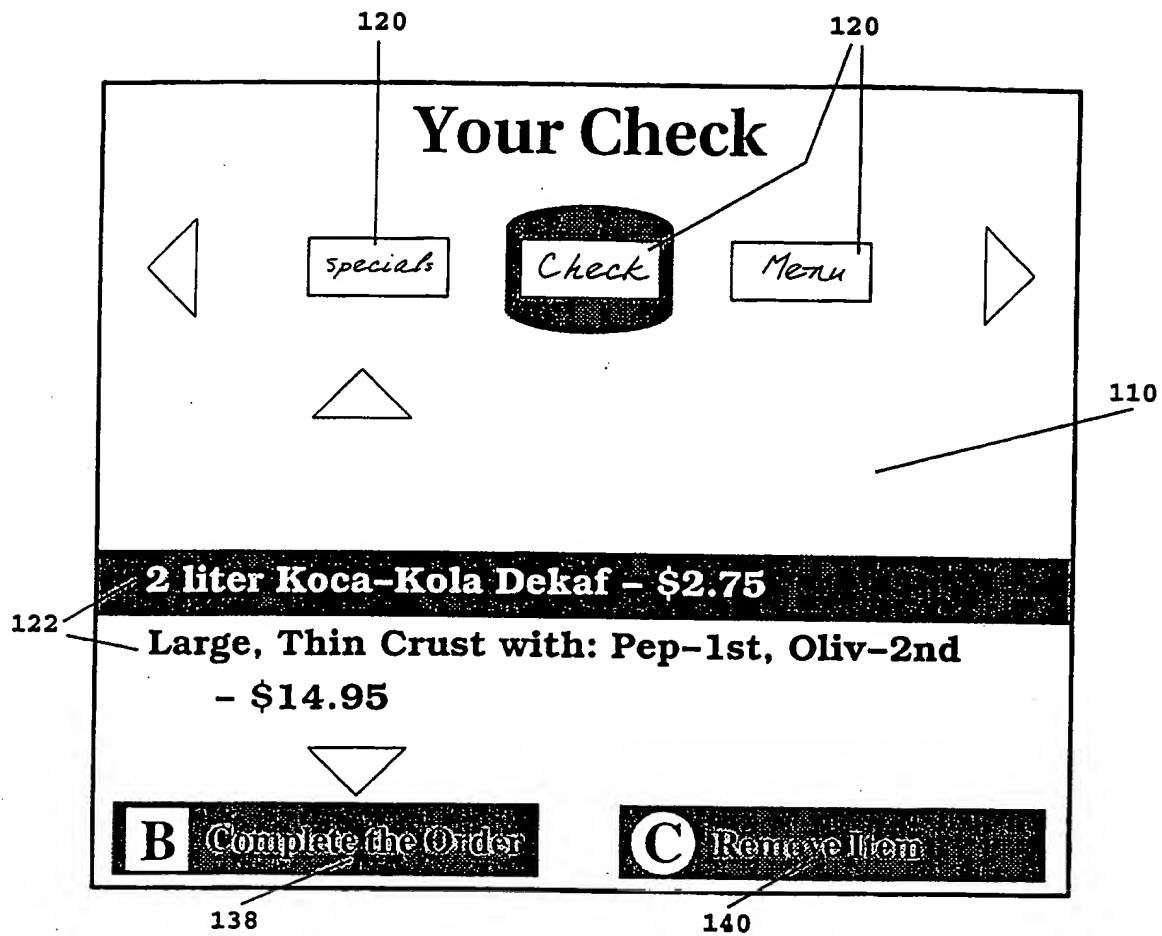 120
120
Your Check
Specials
Check
Menu
110
2 liter Koca-Kola Dekaf - $2.75
122
Large, Thin Crust with: Pep-1st, Oliv-2nd
- $14.95
B Complete the Order
C Remove Item
138
140